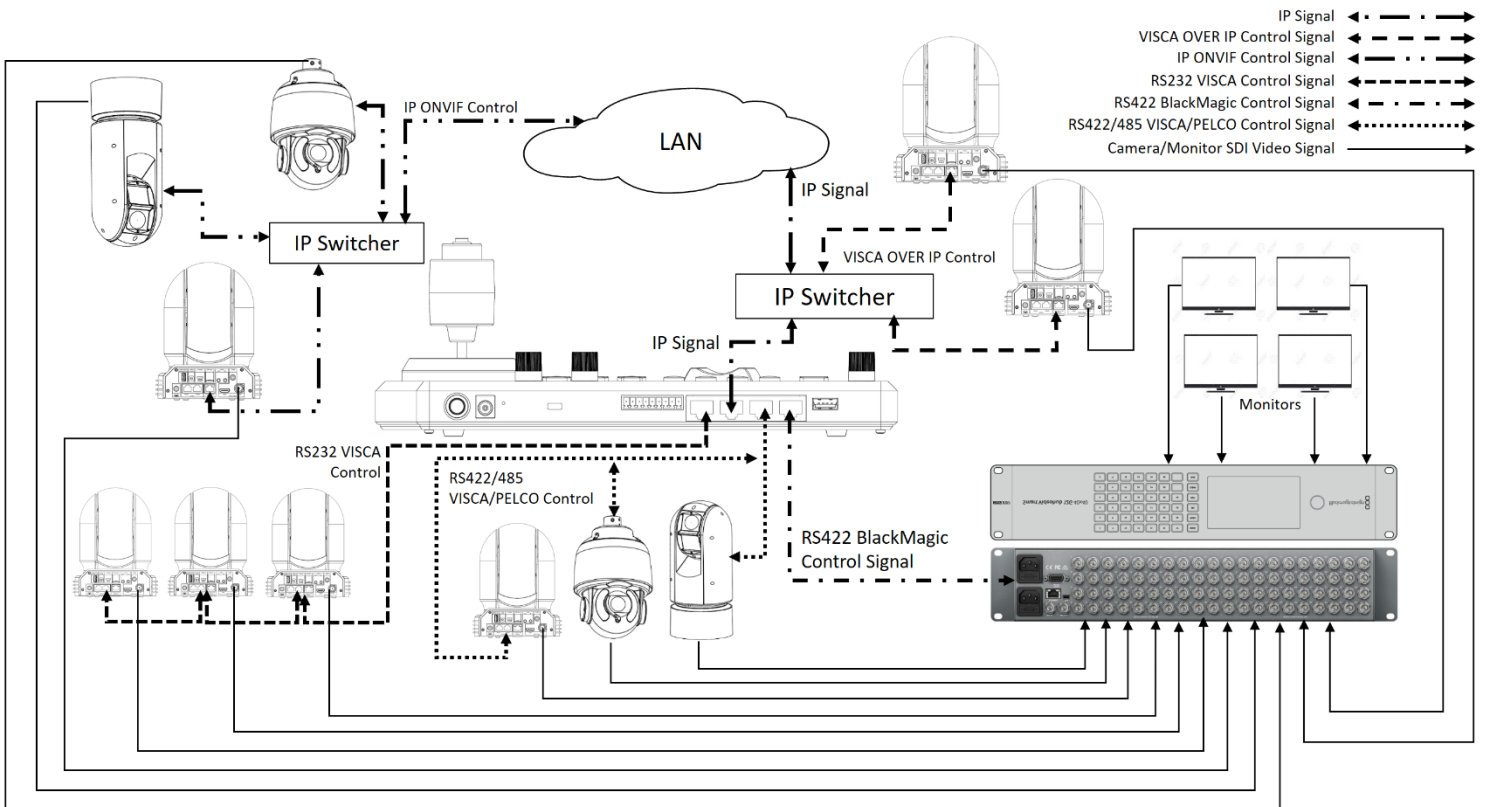 IP Signal
VISCA OVER IP Control Signal
IP ONVIF Control Signal
RS232 VISCA Control Signal
RS422 BlackMagic Control Signal
RS422/485 VISCA/PELCO Control Signal
Camera/Monitor SDI Video Signal
IP ONVIF Control
LAN
IP Signal
IP Switcher
VISCA OVER IP Control
IP Switcher
IP Signal
Monitors
RS232 VISCA
Control
RS422/485
VISCA/PELCO Control
RS422 BlackMagic
Control Signal